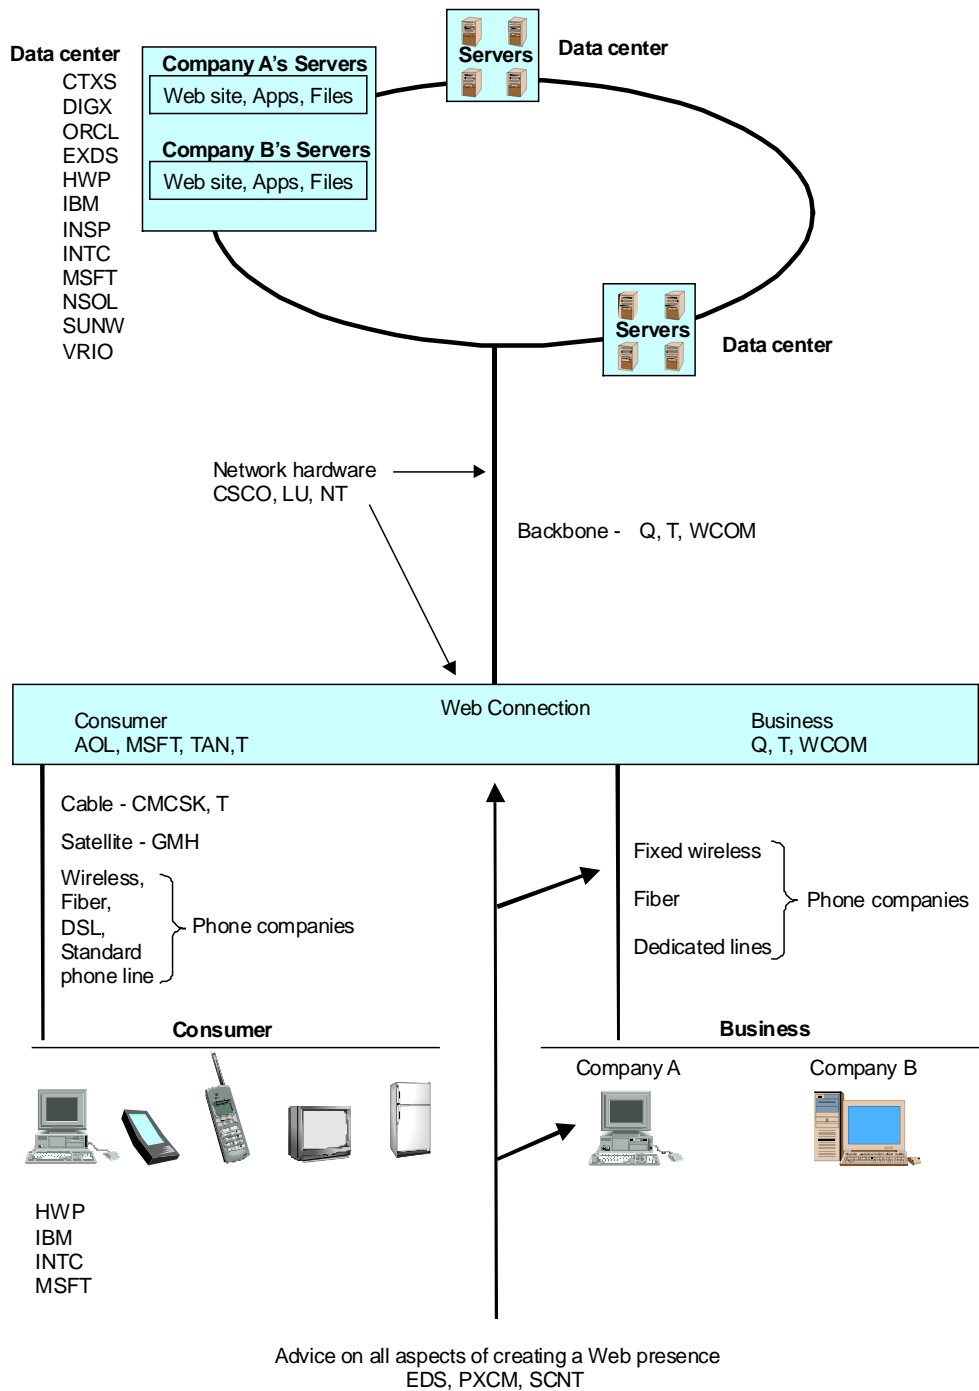 Data center
CTXS
DIGX
ORCL
EXDS
HWP
IBM
INSP
INTC
MSFT
NSOL
SUNW
VRIO
Company A's Servers
Web site, Apps, Files
Company B's Servers
Web site, Apps, Files
Servers
Data center
Servers
Data center
Network hardware
CSCO, LU, NT
Backbone - Q, T, WCOM
Web Connection
Consumer
AOL, MSFT, TAN,T
Business
Q, T, WCOM
Cable - CMCSK, T
Satellite - GMH
Wireless,
Fiber,
DSL,
Standard
phone line
Phone companies
Fixed wireless
Fiber
Dedicated lines
Phone companies
Consumer
Business
Company A
Company B
HWP
IBM
INTC
MSFT
Advice on all aspects of creating a Web presence
EDS, PXCM, SCNT